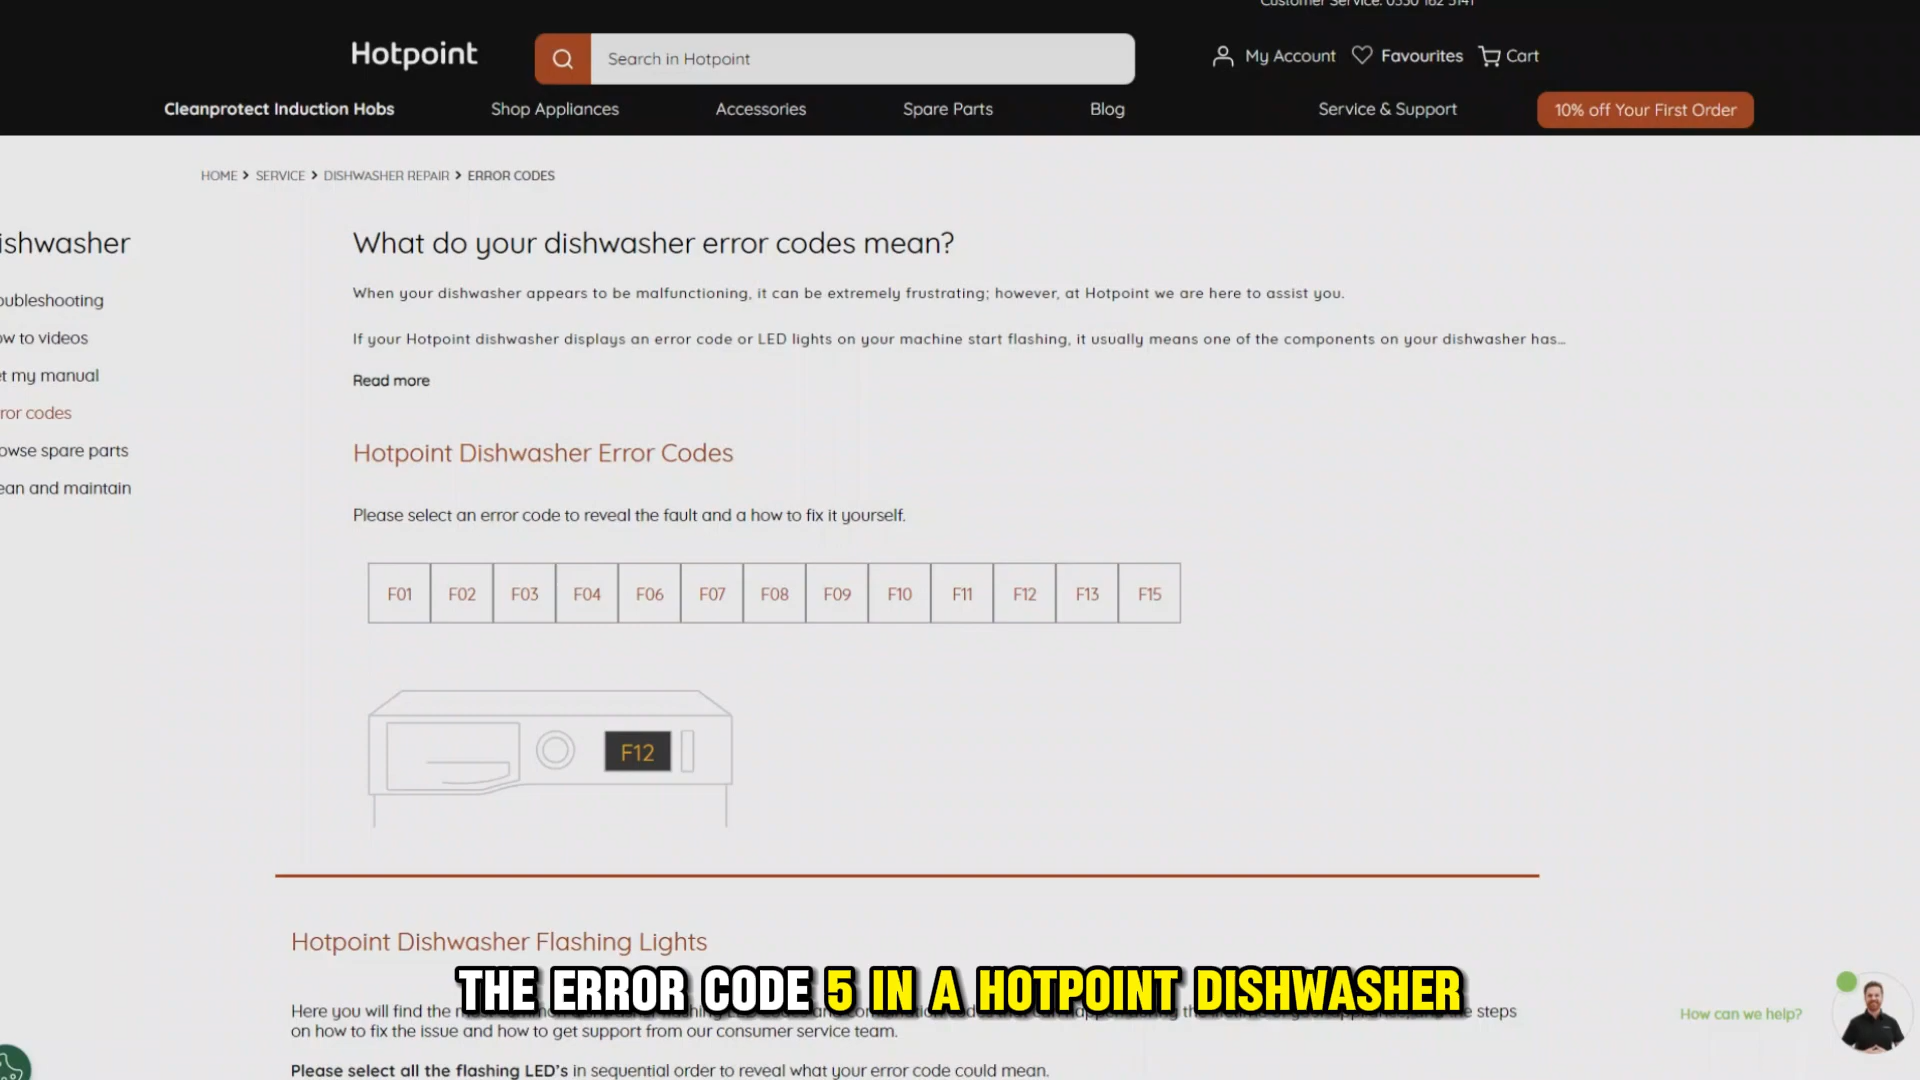 Customer Service: 0330 182 3141
Hotpoint
Search in Hotpoint
My Account
Favourites
Cart
Cleanprotect Induction Hobs
Shop Appliances
Accessories
Spare Parts
Blog
Service & Support
10% off Your First Order
HOME > SERVICE > DISHWASHER REPAIR > ERROR CODES
ishwasher
oubleshooting
ow to videos
et my manual
ror codes
owse spare parts
ean and maintain
What do your dishwasher error codes mean?
When your dishwasher appears to be malfunctioning, it can be extremely frustrating; however, at Hotpoint we are here to assist you.
If your Hotpoint dishwasher displays an error code or LED lights on your machine start flashing, it usually means one of the components on your dishwasher has...
Read more
Hotpoint Dishwasher Error Codes
Please select an error code to reveal the fault and a how to fix it yourself.
F01 F02 F03 F04 F06 F07 F08 F09 F10 F11 F12 F13 F15
F12
Hotpoint Dishwasher Flashing Lights
THE ERROR CODE 5 IN A HOTPOINT DISHWASHER
Here you will find the steps
on how to fix the issue and how to get support from our consumer service team.
Please select all the flashing LED's in sequential order to reveal what your error code could mean.
How can we help?